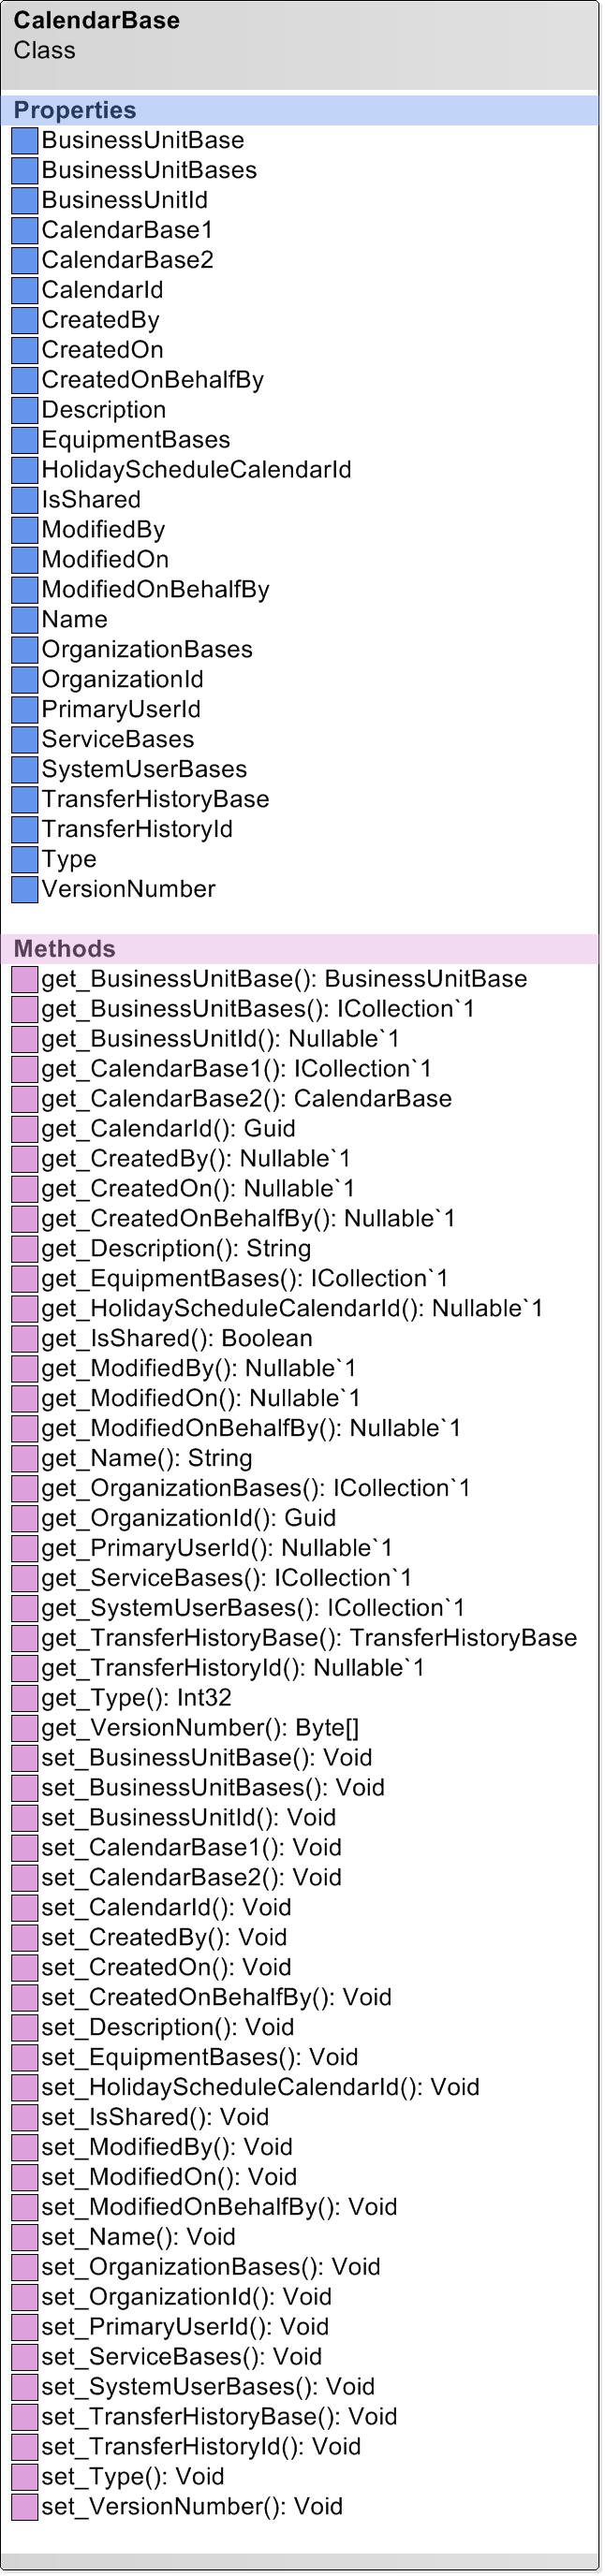 CalendarBase
Class
Properties
BusinessUnitBase
BusinessUnitBases
BusinessUnitId
CalendarBase1
CalendarBase2
CalendarId
CreatedBy
CreatedOn
CreatedOnBehalfBy
Description
EquipmentBases
HolidayScheduleCalendarId
IsShared
ModifiedBy
ModifiedOn
ModifiedOnBehalfBy
Name
OrganizationBases
OrganizationId
PrimaryUserId
ServiceBases
SystemUserBases
TransferHistoryBase
TransferHistoryId
Type
VersionNumber
Methods
get_BusinessUnitBase(): BusinessUnitBase
get_BusinessUnitBases(): ICollection`1
get_BusinessUnitId(): Nullable`1
get_CalendarBase1(): ICollection`1
get_CalendarBase2(): CalendarBase
get_CalendarId(): Guid
get_CreatedBy(): Nullable`1
get_CreatedOn(): Nullable`1
get_CreatedOnBehalfBy(): Nullable`1
get_Description(): String
get_EquipmentBases(): ICollection`1
get_HolidayScheduleCalendarId(): Nullable`1
get_IsShared(): Boolean
get_ModifiedBy(): Nullable`1
get_ModifiedOn(): Nullable`1
get_ModifiedOnBehalfBy(): Nullable`1
get_Name(): String
get_OrganizationBases(): ICollection`1
get_OrganizationId(): Guid
get_PrimaryUserId(): Nullable`1
get_ServiceBases(): ICollection`1
get_SystemUserBases(): ICollection`1
get_TransferHistoryBase(): TransferHistoryBase
get_TransferHistoryId(): Nullable`1
get_Type(): Int32
get_VersionNumber(): Byte[]
set_BusinessUnitBase(): Void
set_BusinessUnitBases(): Void
set_BusinessUnitId(): Void
set_CalendarBase1(): Void
set_CalendarBase2(): Void
set_CalendarId(): Void
set_CreatedBy(): Void
set_CreatedOn(): Void
set_CreatedOnBehalfBy(): Void
set_Description(): Void
set_EquipmentBases(): Void
set_HolidayScheduleCalendarId(): Void
set_IsShared(): Void
set_ModifiedBy(): Void
set_ModifiedOn(): Void
set_ModifiedOnBehalfBy(): Void
set_Name(): Void
set_OrganizationBases(): Void
set_OrganizationId(): Void
set_PrimaryUserId(): Void
set_ServiceBases(): Void
set_SystemUserBases(): Void
set_TransferHistoryBase(): Void
set_TransferHistoryId(): Void
set_Type(): Void
set_VersionNumber(): Void